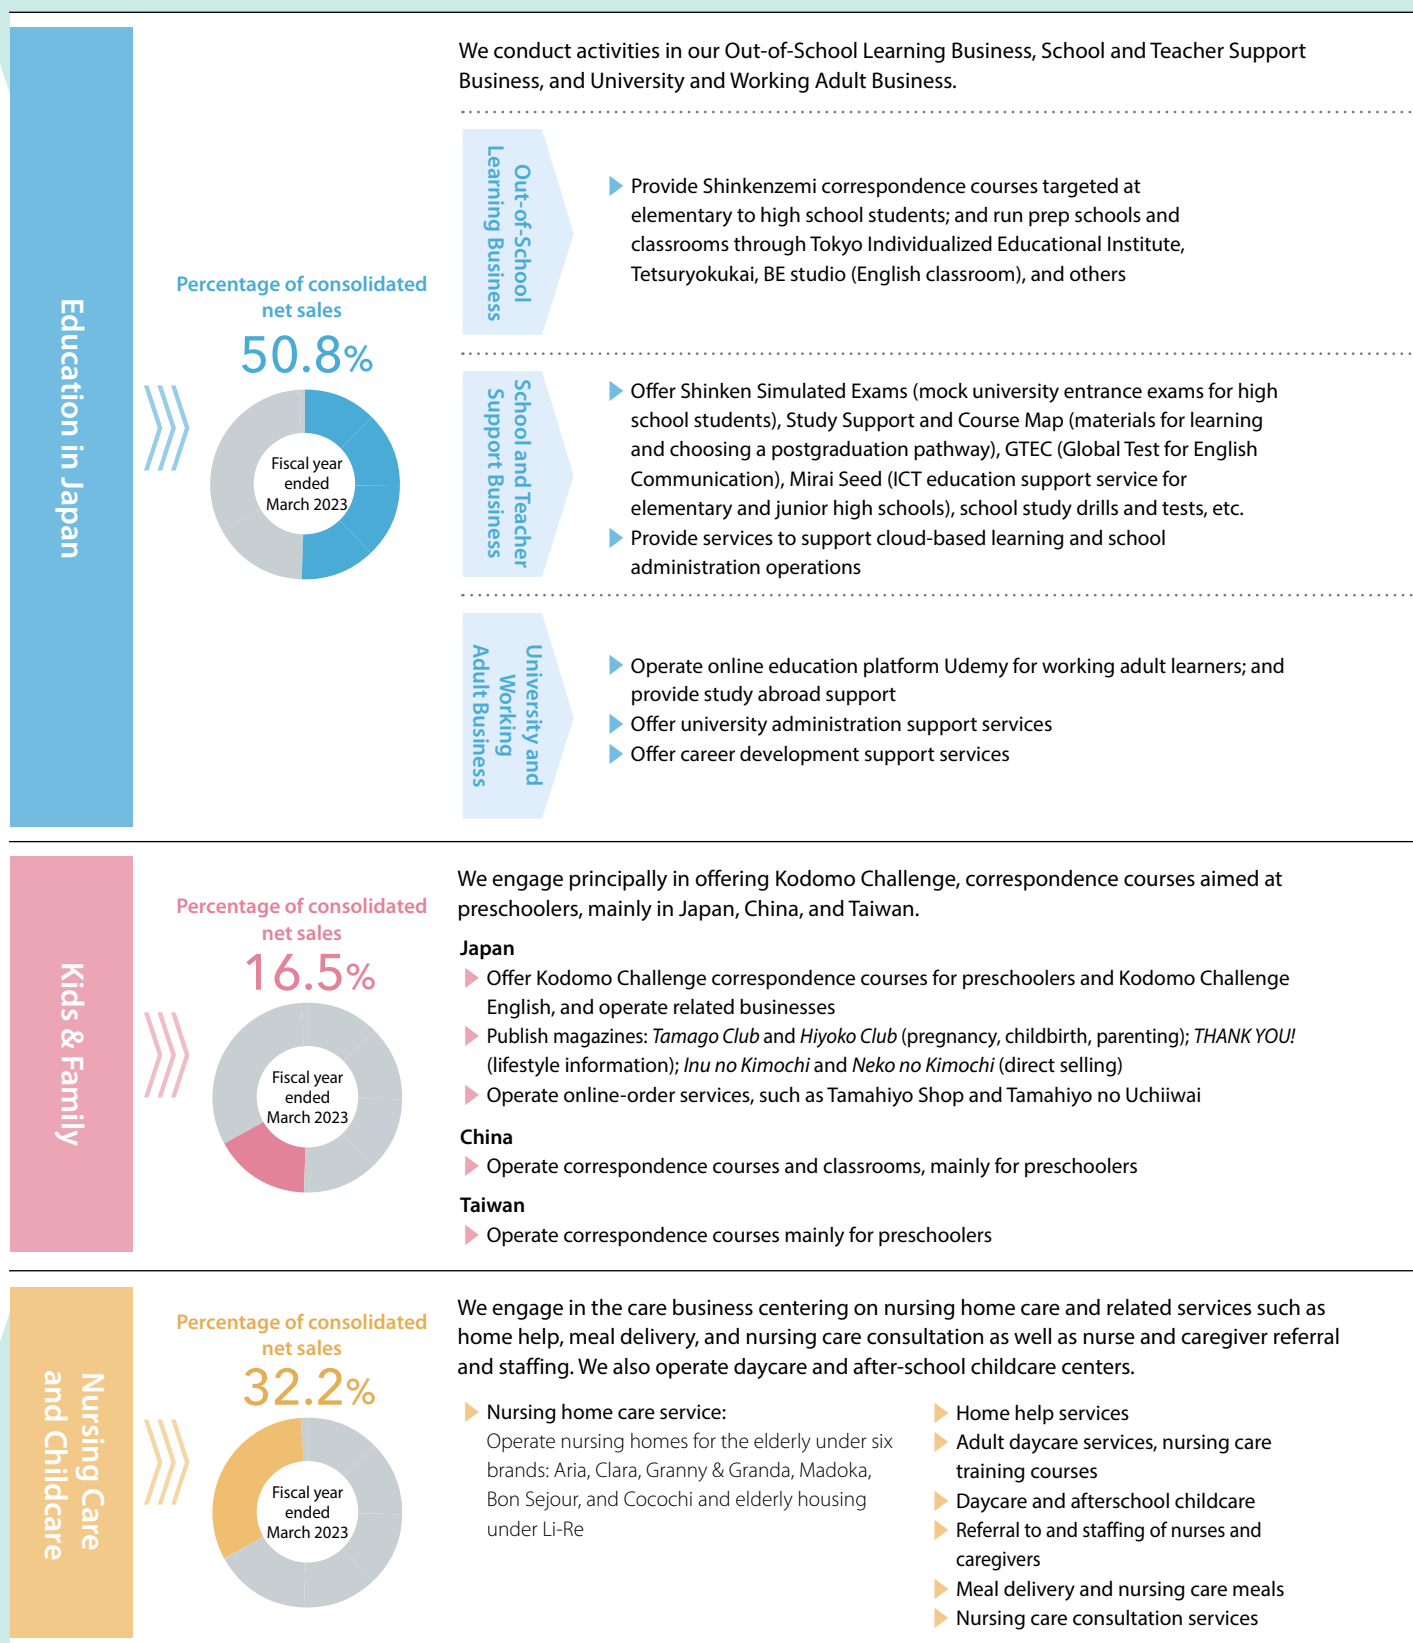 We conduct activities in our Out-of-School Learning Business, School and Teacher Support
Business, and University and Working Adult Business.
Education in Japan
Percentage of consolidated
net sales
50.8%
Fiscal year
ended
March 2023
Out-of-School
Learning Business
Provide Shinkenzemi correspondence courses targeted at
elementary to high school students; and run prep schools and
classrooms through Tokyo Individualized Educational Institute,
Tetsuryokukai, BE studio (English classroom), and others
School and Teacher
Support Business
Offer Shinken Simulated Exams (mock university entrance exams for high
school students), Study Support and Course Map (materials for learning
and choosing a postgraduation pathway), GTEC (Global Test for English
Communication), Mirai Seed (ICT education support service for
elementary and junior high schools), school study drills and tests, etc.
Provide services to support cloud-based learning and school
administration operations
University and
Working
Adult Business
Operate online education platform Udemy for working adult learners; and
provide study abroad support
Offer university administration support services
Offer career development support services
Kids & Family
Percentage of consolidated
net sales
16.5%
Fiscal year
ended
March 2023
We engage principally in offering Kodomo Challenge, correspondence courses aimed at
preschoolers, mainly in Japan, China, and Taiwan.
Japan
Offer Kodomo Challenge correspondence courses for preschoolers and Kodomo Challenge
English, and operate related businesses
Publish magazines: Tamago Club and Hiyoko Club (pregnancy, childbirth, parenting); THANK YOU!
(lifestyle information); Inu no Kimochi and Neko no Kimochi (direct selling)
Operate online-order services, such as Tamahiyo Shop and Tamahiyo no Uchiiwai
China
Operate correspondence courses and classrooms, mainly for preschoolers
Taiwan
Operate correspondence courses mainly for preschoolers
Nursing Care
and Childcare
Percentage of consolidated
net sales
32.2%
Fiscal year
ended
March 2023
We engage in the care business centering on nursing home care and related services such as
home help, meal delivery, and nursing care consultation as well as nurse and caregiver referral
and staffing. We also operate daycare and after-school childcare centers.
Nursing home care service:
Operate nursing homes for the elderly under six
brands: Aria, Clara, Granny & Granda, Madoka,
Bon Sejour, and Cocochi and elderly housing
under Li-Re
Home help services
Adult daycare services, nursing care
training courses
Daycare and afterschool childcare
Referral to and staffing of nurses and
caregivers
Meal delivery and nursing care meals
Nursing care consultation services